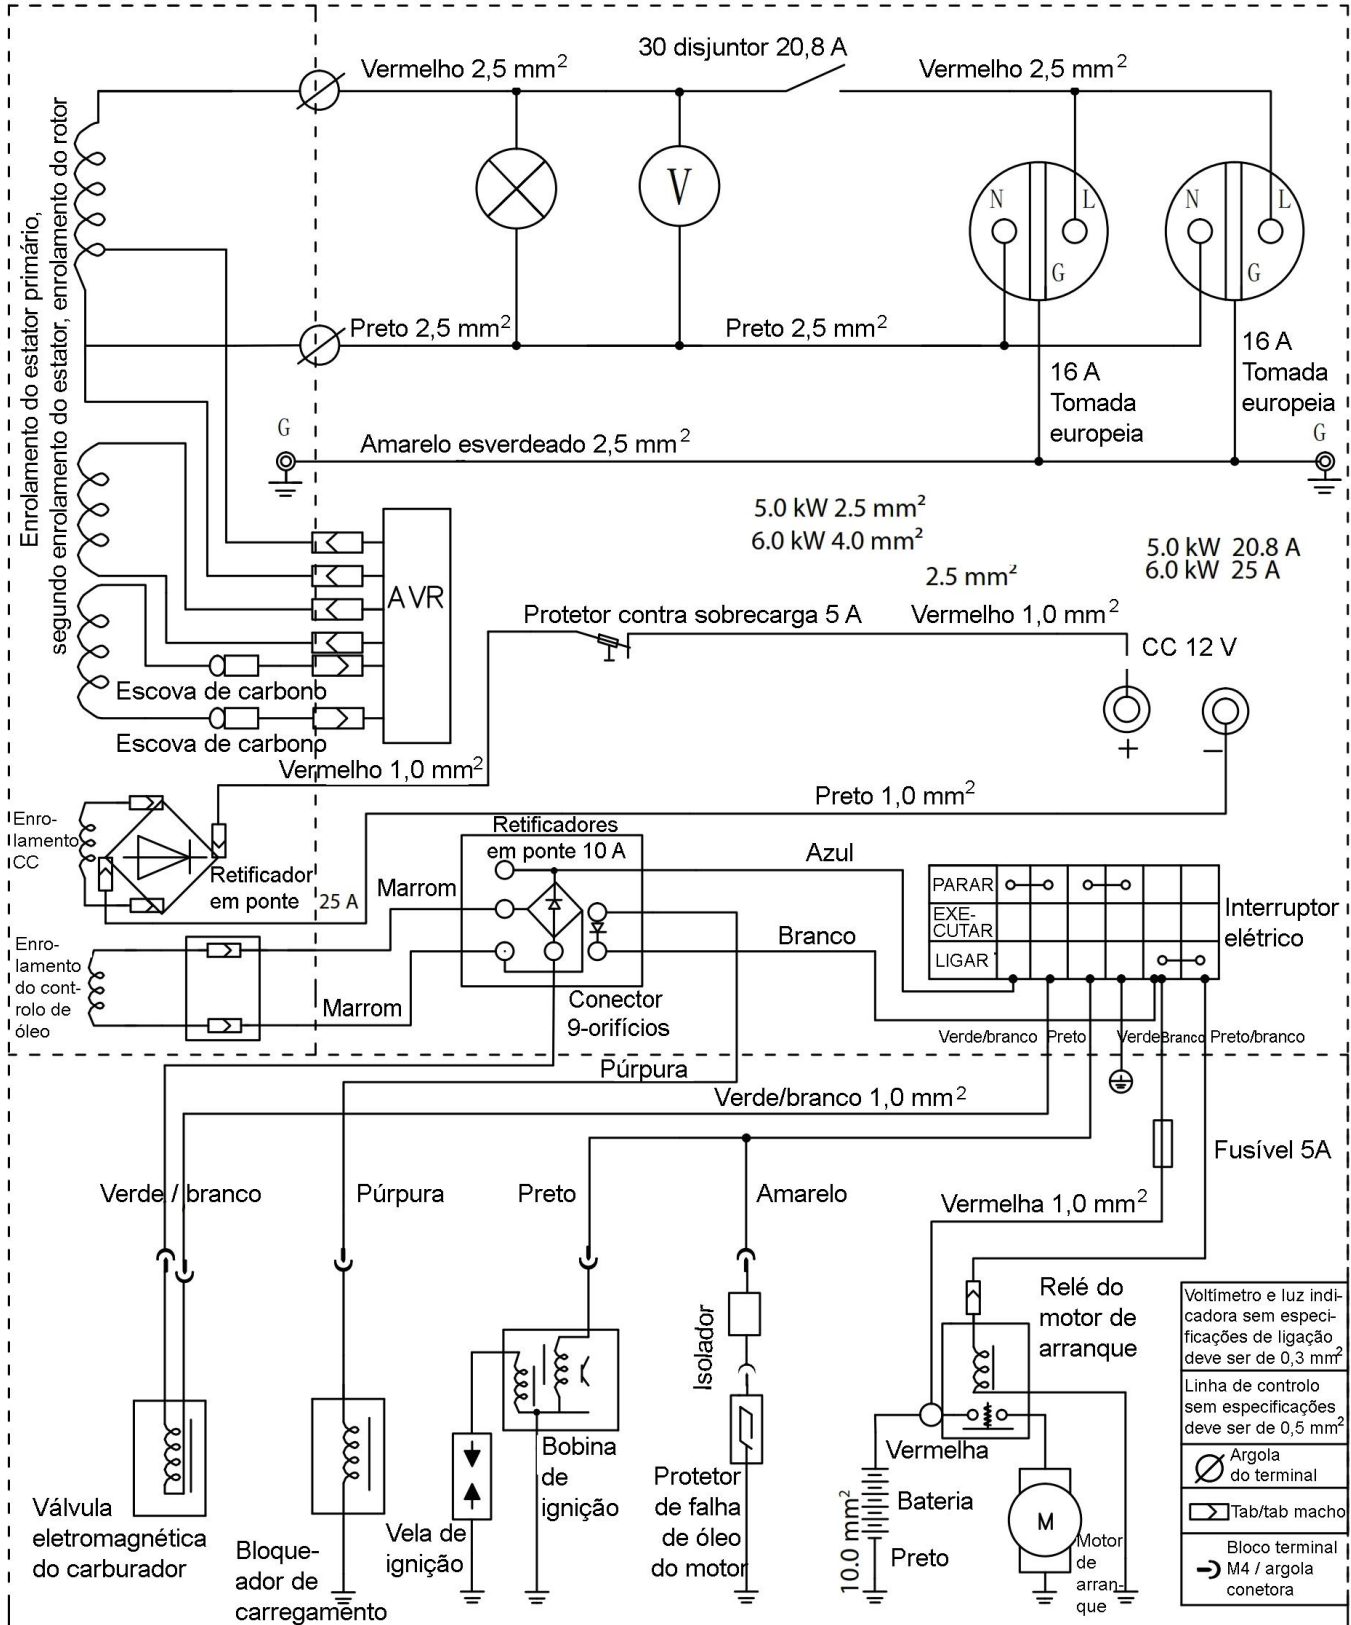 30 disjuntor 20,8 A
Vermelho 2,5 mm²
Vermelho 2,5 mm²
Enrolamento do estator primário,
segundo enrolamento do estator, enrolamento do rotor
V
N
L
G
N
L
G
Preto 2,5 mm²
Preto 2,5 mm²
16 A
Tomada
europeia
16 A
Tomada
europeia
G
Amarelo esverdeado 2,5 mm²
G
5.0 kW 2.5 mm²
6.0 kW 4.0 mm²
5.0 kW 20.8 A
6.0 kW 25 A
2.5 mm²
AVR
Protetor contra sobrecarga 5 A
Vermelho 1,0 mm²
CC 12 V
+
−
Escova de carbono
Escova de carbono
Vermelho 1,0 mm²
Preto 1,0 mm²
Enro-
lamento
CC
Retificador
em ponte
25 A
Retificadores
em ponte 10 A
Azul
Marrom
Branco
PARAR
EXE-
CUTAR
LIGAR
Interruptor
elétrico
Enro-
lamento
do cont-
rolo de
óleo
Marrom
Conector
9-orifícios
Verde/branco
Preto
Verde
Branco
Preto/branco
Púrpura
Verde/branco 1,0 mm²
Fusível 5A
Verde / branco
Púrpura
Preto
Amarelo
Vermelha 1,0 mm²
Relé do
motor de
arranque
Isolador
Voltímetro e luz indi-
cadora sem especi-
ficações de ligação
deve ser de 0,3 mm²
Linha de controlo
sem especificações
deve ser de 0,5 mm²
Argola
do terminal
Tab/tab macho
Bloco terminal
M4 / argola
conetora
Válvula
eletromagnética
do carburador
Bloque-
ador de
carregamento
Vela de
ignição
Bobina
de
ignição
Protetor
de falha
de óleo
do motor
Vermelha
10.0 mm²
Bateria
Preto
M
Motor
de
arran-
que